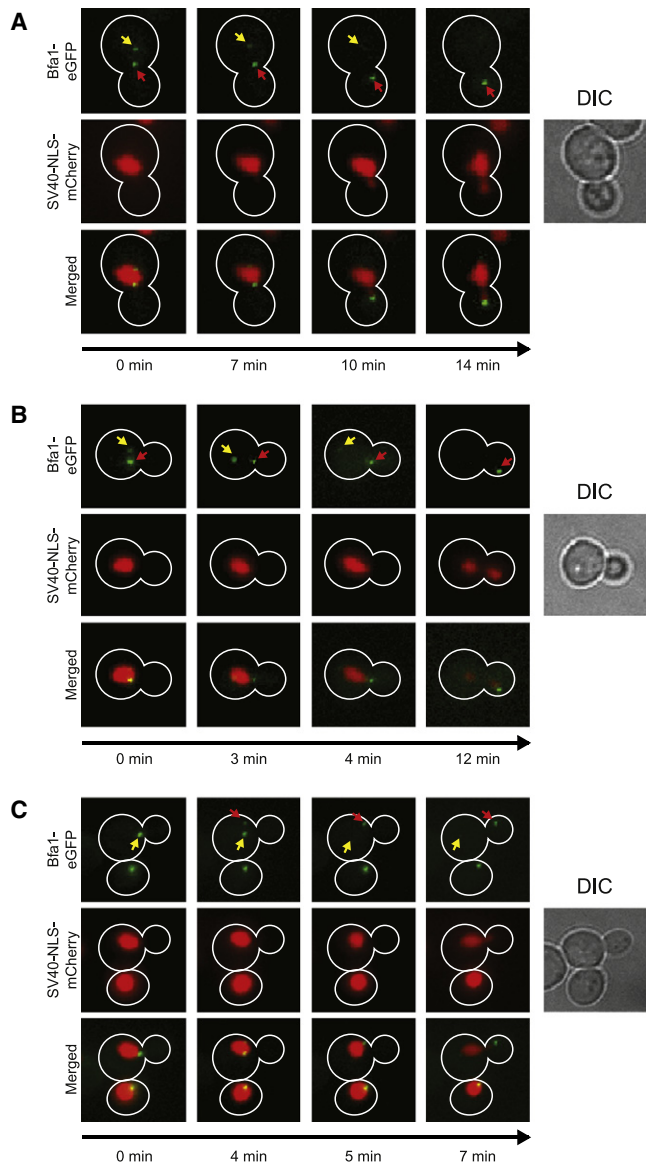 A
Bfa1-
eGFP
SV40-NLS-
mCherry
Merged
DIC
0 min
7 min
10 min
14 min
B
Bfa1-
eGFP
SV40-NLS-
mCherry
Merged
DIC
0 min
3 min
4 min
12 min
C
Bfa1-
eGFP
SV40-NLS-
mCherry
Merged
DIC
0 min
4 min
5 min
7 min